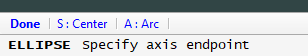 Done | S : Center | A : Arc |
ELLIPSE Specify axis endpoint